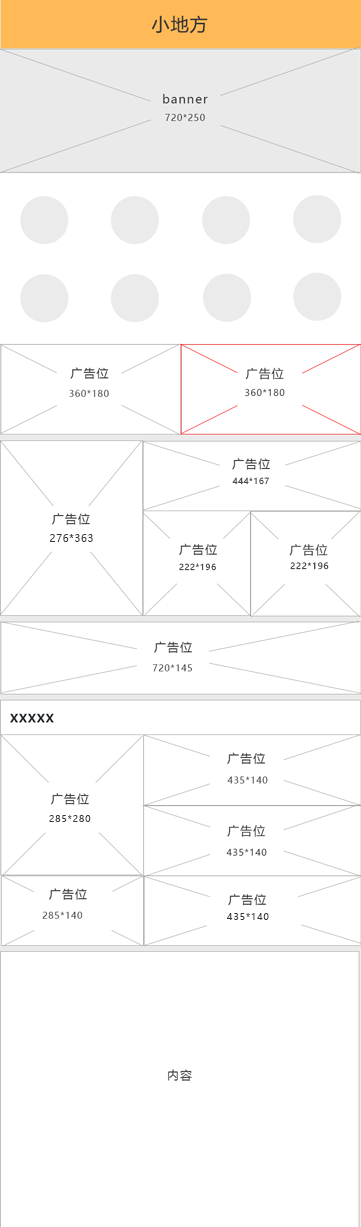 小地方
banner
720*250
广告位
360*180
广告位
360*180
广告位
276*363
广告位
444*167
广告位
222*196
广告位
222*196
广告位
720*145
XXXXX
广告位
285*280
广告位
435*140
广告位
435*140
广告位
285*140
广告位
435*140
内容